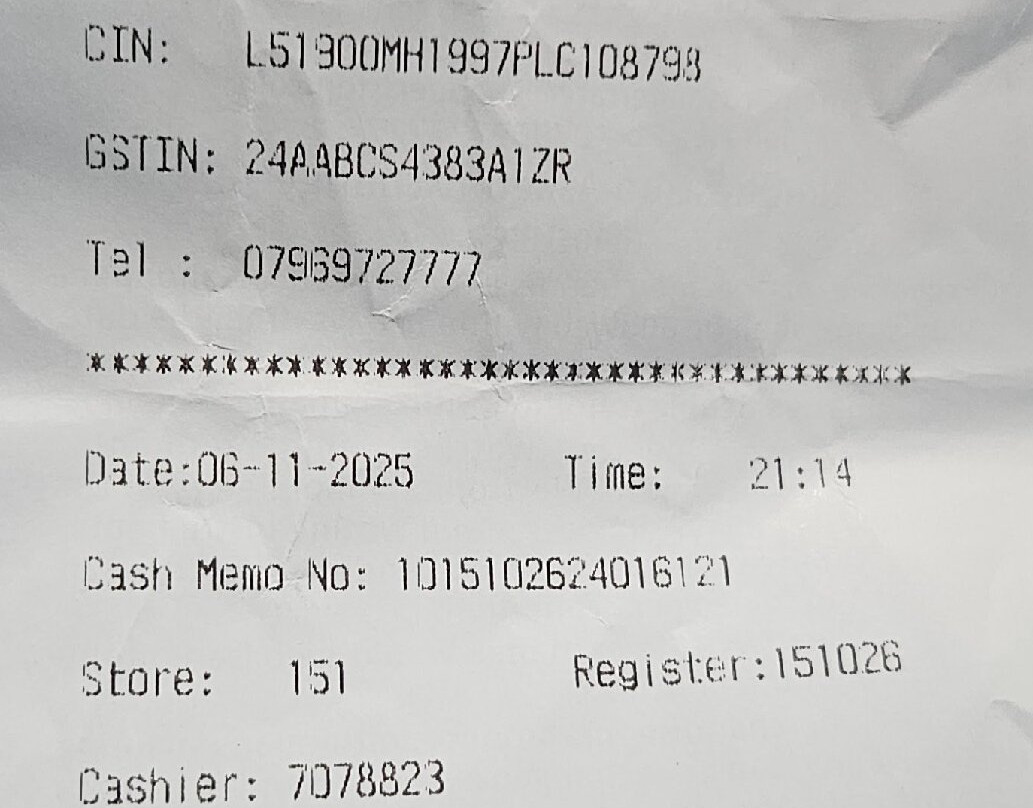 CIN: L51900MH1997PLC108798
GSTIN: 24AABCS4383A1ZR
Tel : 07969727777
***************************************
Date:06-11-2025 Time: 21:14
Cash Memo No: 1015102624016121
Store: 151 Register:151026
Cashier: 7078823